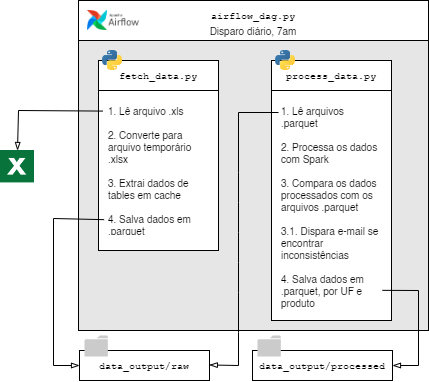 Apache
Airflow
airflow_dag.py
Disparo diário, 7am
fetch_data.py
1. Lê arquivo .xls
2. Converte para
arquivo temporário
.xlsx
3. Extrai dados de
tables em cache
4. Salva dados em
.parquet
process_data.py
1. Lê arquivos
.parquet
2. Processa os dados
com Spark
3. Compara os dados
processados com os
arquivos .parquet
3.1. Dispara e-mail se
encontrar
inconsistências
4. Salva dados em
.parquet, por UF e
produto
X
data_output/raw
data_output/processed